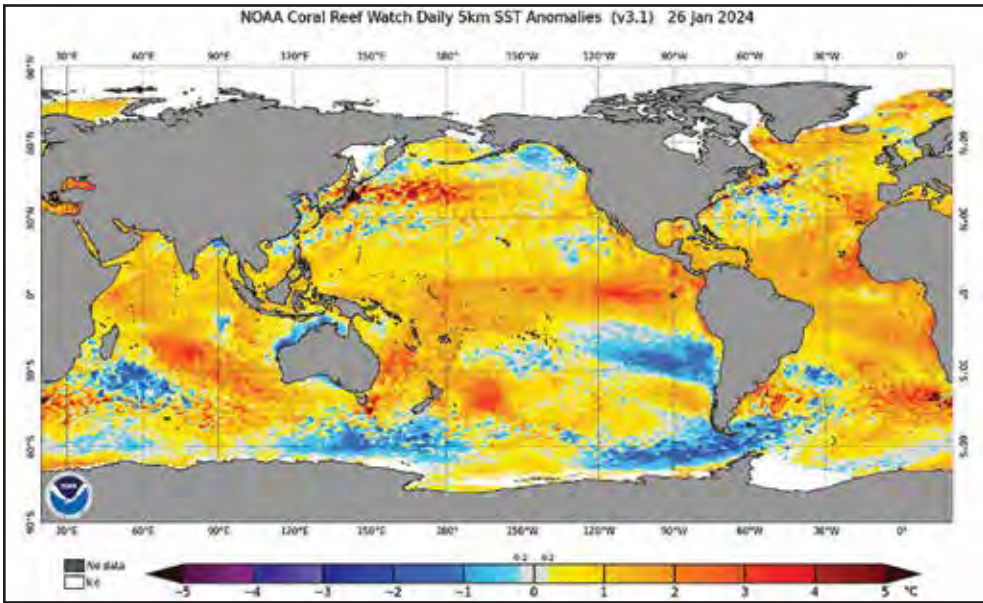 NOAA Coral Reef Watch Daily 5km SST Anomalies (v3.1) 26 Jan 2024
30°E 60°E 90°E 120°E 150°E 180° 150°W 120°W 90°W 60°W 30°W 0°
90°N 90°N
60°N 60°N
30°N 30°N
0° 0°
30°S 30°S
60°S 60°S
90°S 90°S
30°E 60°E 90°E 120°E 150°E 180° 150°W 120°W 90°W 60°W 30°W 0°
NOAA
-0.2 0.2
No data
Ice
-5 -4 -3 -2 -1 0 1 2 3 4 5 °C